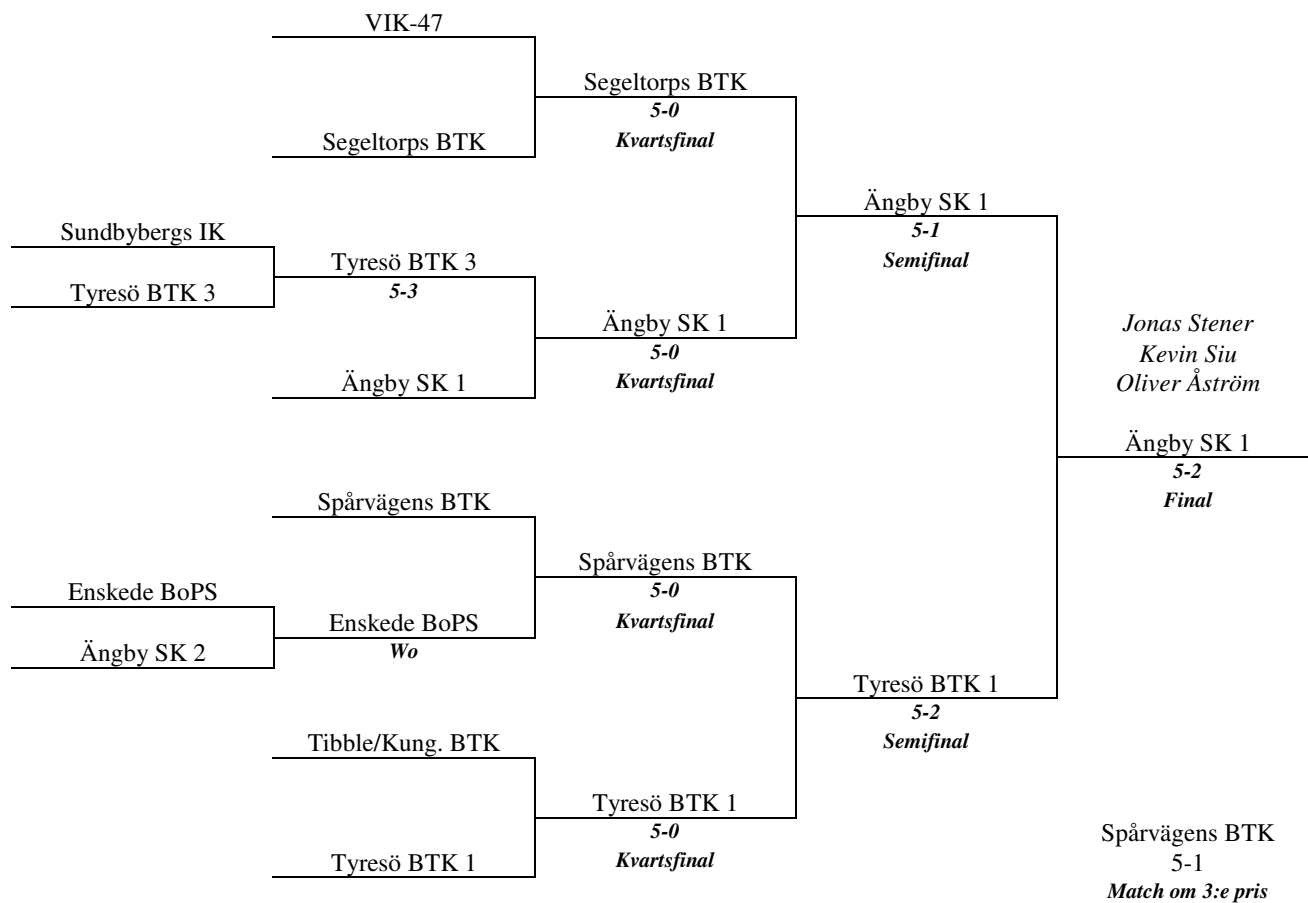 VIK-47
Segeltorps BTK
5-0
Kvartsfinal
Segeltorps BTK
Ängby SK 1
5-1
Semifinal
Sundbybergs IK
Tyresö BTK 3
5-3
Tyresö BTK 3
Ängby SK 1
5-0
Kvartsfinal
Ängby SK 1
Jonas Stener
Kevin Siu
Oliver Åström
Ängby SK 1
5-2
Final
Spårvägens BTK
Spårvägens BTK
5-0
Kvartsfinal
Enskede BoPS
Enskede BoPS
Wo
Ängby SK 2
Tyresö BTK 1
5-2
Semifinal
Tibble/Kung. BTK
Tyresö BTK 1
5-0
Kvartsfinal
Tyresö BTK 1
Spårvägens BTK
5-1
Match om 3:e pris